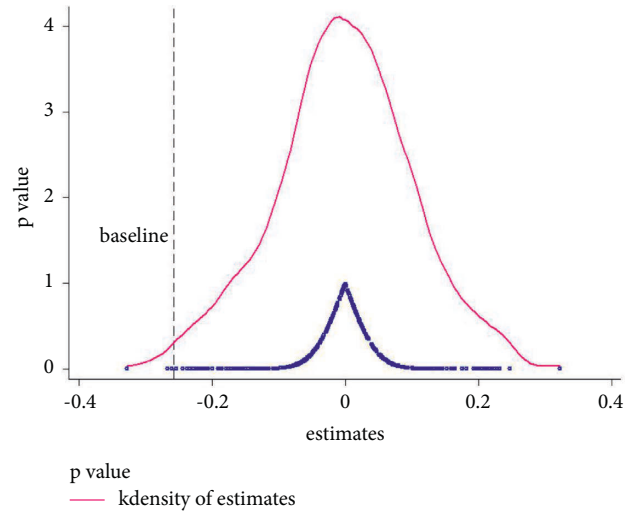 4
3
2
1
0
p value
baseline
-0.4
-0.2
0
0.2
0.4
estimates
p value
kdensity of estimates